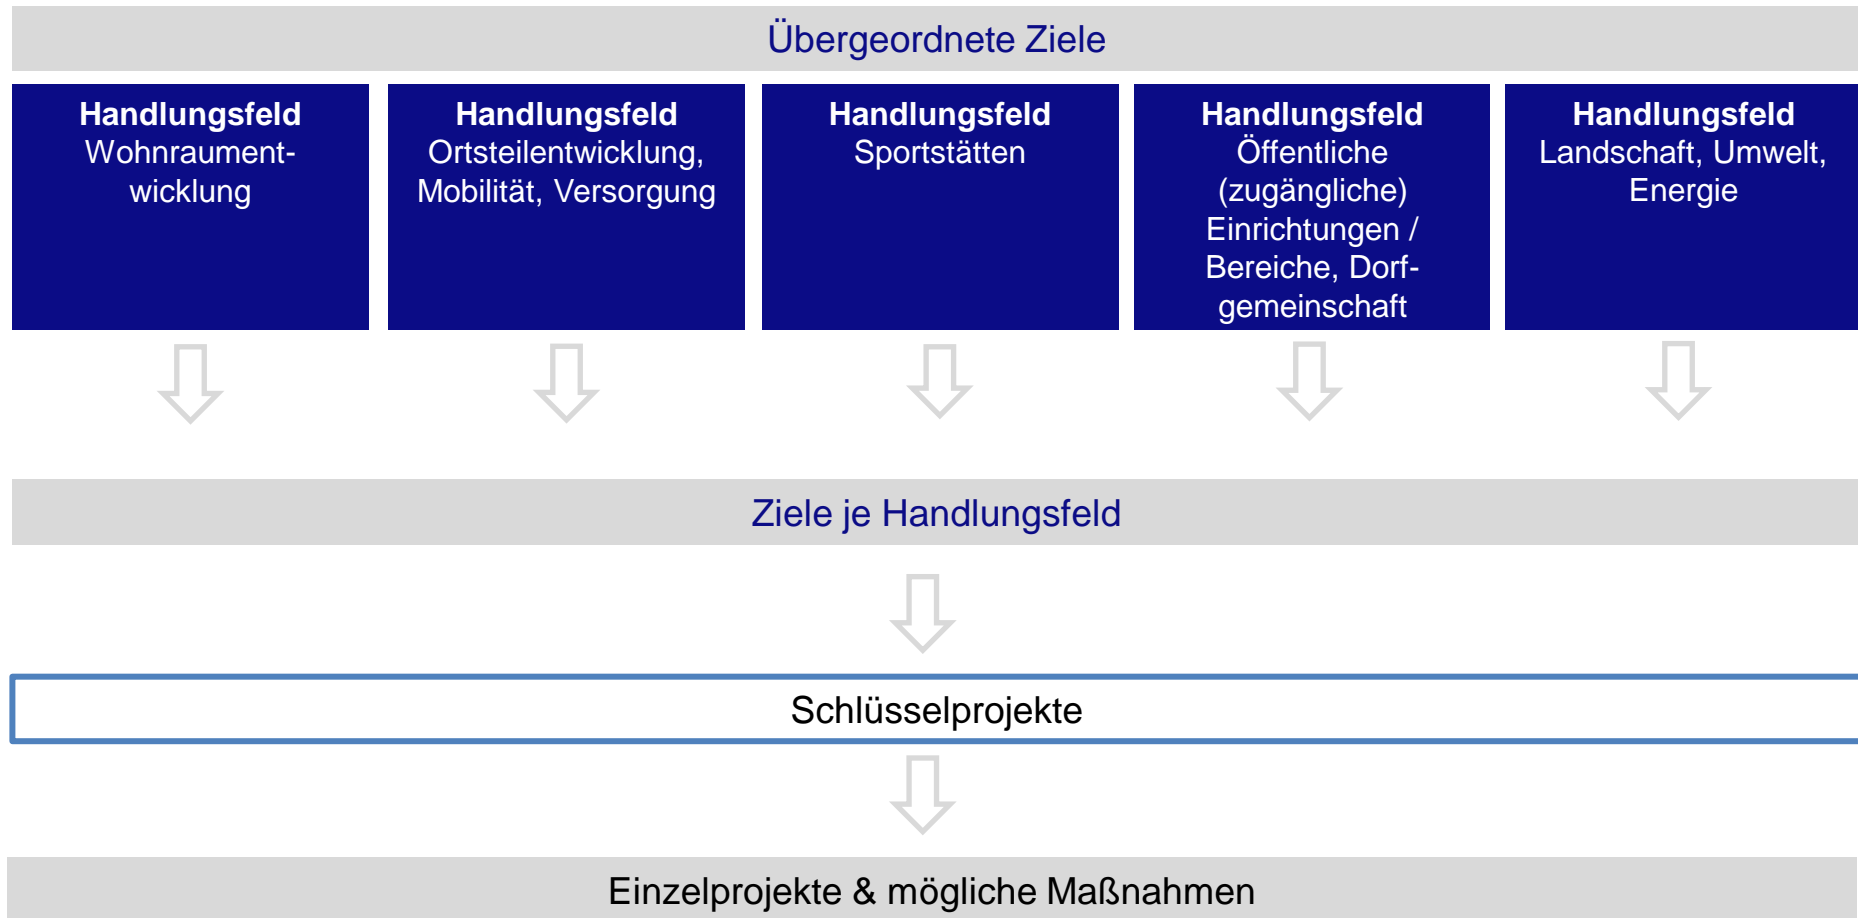 Übergeordnete Ziele
Handlungsfeld
Wohnraument-
wicklung
Handlungsfeld
Ortsteilentwicklung,
Mobilität, Versorgung
Handlungsfeld
Sportstätten
Handlungsfeld
Öffentliche
(zugängliche)
Einrichtungen /
Bereiche, Dorf-
gemeinschaft
Handlungsfeld
Landschaft, Umwelt,
Energie
Ziele je Handlungsfeld
Schlüsselprojekte
Einzelprojekte & mögliche Maßnahmen